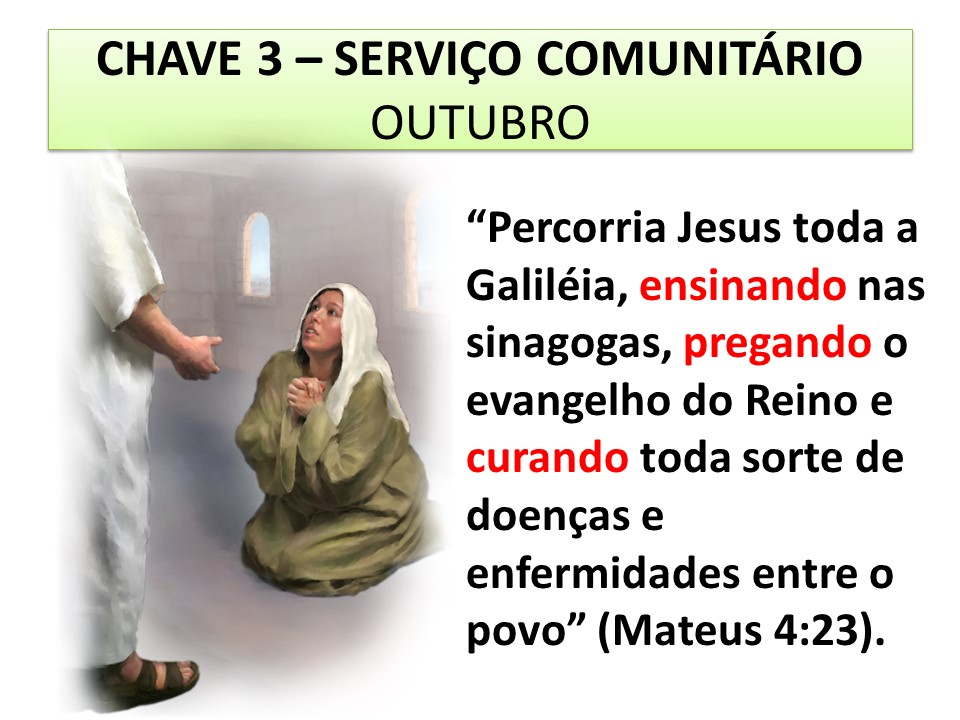 CHAVE 3 – SERVIÇO COMUNITÁRIO
OUTUBRO
“Percorria Jesus toda a
Galiléia, ensinando nas
sinagogas, pregando o
evangelho do Reino e
curando toda sorte de
doenças e
enfermidades entre o
povo” (Mateus 4:23).